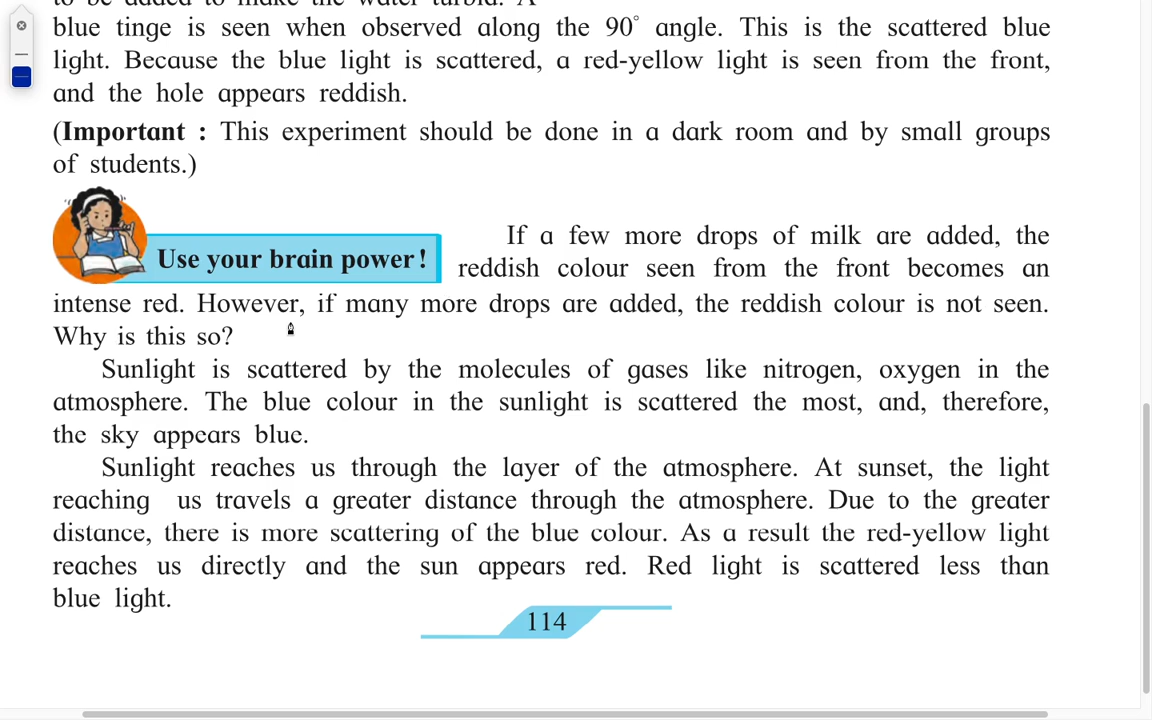 to be added to make the water turbid. A
blue tinge is seen when observed along the 90° angle. This is the scattered blue
light. Because the blue light is scattered, a red-yellow light is seen from the front,
and the hole appears reddish.
(Important : This experiment should be done in a dark room and by small groups
of students.)
Use your brain power!
If a few more drops of milk are added, the
reddish colour seen from the front becomes an
intense red. However, if many more drops are added, the reddish colour is not seen.
Why is this so?
Sunlight is scattered by the molecules of gases like nitrogen, oxygen in the
atmosphere. The blue colour in the sunlight is scattered the most, and, therefore,
the sky appears blue.
Sunlight reaches us through the layer of the atmosphere. At sunset, the light
reaching us travels a greater distance through the atmosphere. Due to the greater
distance, there is more scattering of the blue colour. As a result the red-yellow light
reaches us directly and the sun appears red. Red light is scattered less than
blue light.
114